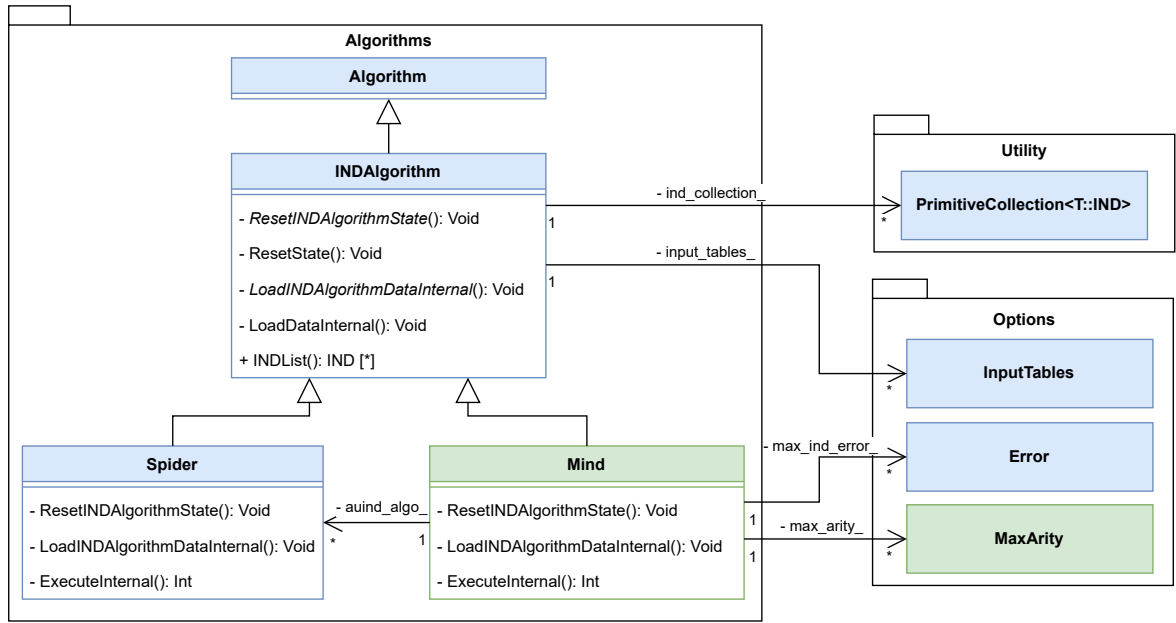 Algorithms
Algorithm
INDAlgorithm
- ResetINDAlgorithmState(): Void
- ResetState(): Void
- LoadINDAlgorithmDataInternal(): Void
- LoadDataInternal(): Void
+ INDList(): IND [*]
- ind_collection_
1
*
- input_tables_
1
*
Utility
PrimitiveCollection<T::IND>
Options
InputTables
Error
MaxArity
Spider
- ResetINDAlgorithmState(): Void
- LoadINDAlgorithmDataInternal(): Void
- ExecuteInternal(): Int
- auind_algo_
*
1
Mind
- ResetINDAlgorithmState(): Void
- LoadINDAlgorithmDataInternal(): Void
- ExecuteInternal(): Int
- max_ind_error_
1
*
- max_arity_
1
*